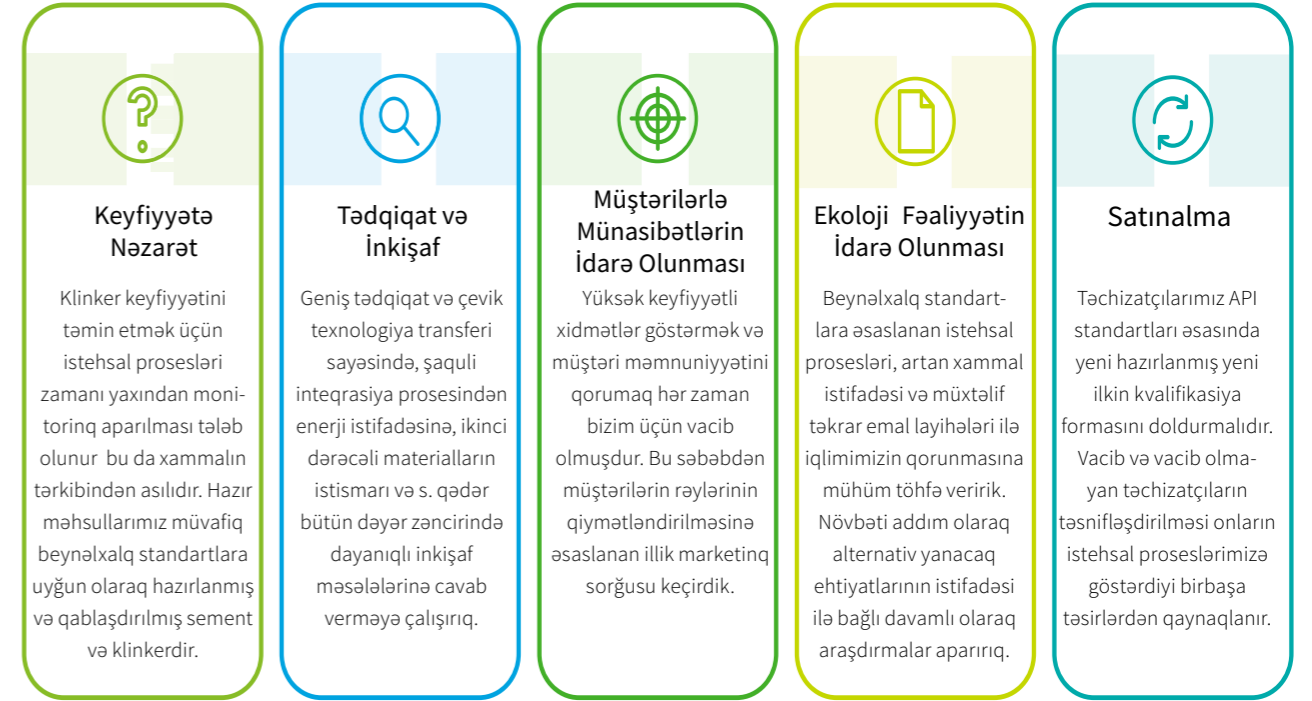 Keyfiyyətə
Nəzarət
Klinker keyfiyyətini
təmin etmək üçün
istehsal prosesləri
zamanı yaxından moni-
torinq aparılması tələb
olunur  bu da xammalın
tərkibindən asılıdır. Hazır
məhsullarımız müvafiq
beynəlxalq standartlara
uyğun olaraq hazırlanmış
və qablaşdırılmış sement
və klinkerdir.
Tədqiqat və
İnkişaf
Geniş tədqiqat və çevik
texnologiya transferi
sayəsində, şaquli
inteqrasiya prosesindən
enerji istifadəsinə, ikinci
dərəcəli materialların
istismarı və s. qədər
bütün dəyər zəncirində
dayanıqlı inkişaf
məsələlərinə cavab
verməyə çalışırıq.
Müştərilərlə
Münasibətlərin
İdarə Olunması
Yüksək keyfiyyətli
xidmətlər göstərmək və
müştəri məmnuniyyətini
qorumaq hər zaman
bizim üçün vacib
olmuşdur. Bu səbəbdən
müştərilərin rəylərinin
qiymətləndirilməsinə
əsaslanan illik marketinq
sorğusu keçirdik.
Ekoloji  Fəaliyyətin
İdarə Olunması
Beynəlxalq standart-
lara əsaslanan istehsal
prosesləri, artan xammal
istifadəsi və müxtəlif
təkrar emal layihələri ilə
iqlimimizin qorunmasına
mühüm töhfə veririk.
Növbəti addım olaraq
alternativ yanacaq
ehtiyatlarının istifadəsi
ilə bağlı davamlı olaraq
araşdırmalar aparırıq.
Satınalma
Təchizatçılarımız API
standartları əsasında
yeni hazırlanmış yeni
ilkin kvalifikasiya
formasını doldurmalıdır.
Vacib və vacib olma-
yan təchizatçıların
təsnifləşdirilməsi onların
istehsal proseslərimizə
göstərdiyi birbaşa
təsirlərdən qaynaqlanır.